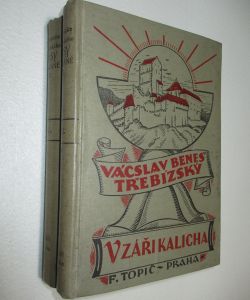 VÁCSLAV BENEŠ
TŘEBÍZSKÝ
V ZÁŘI KALICHA
F. TOPIČ – PRAHA